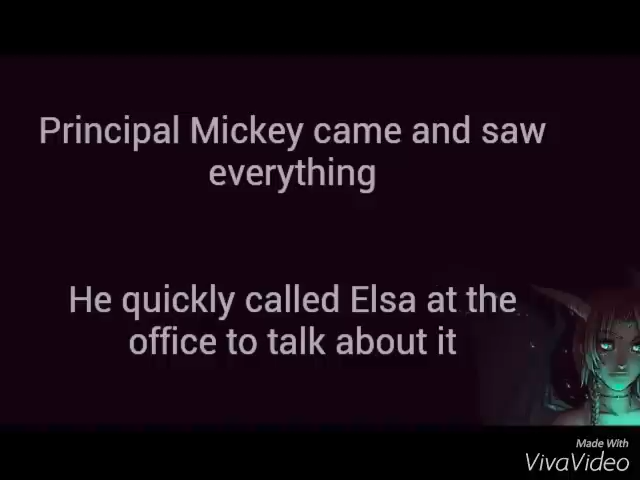 Principal Mickey came and saw
everything
He quickly called Elsa at the
office to talk about it
Made With
VivaVideo